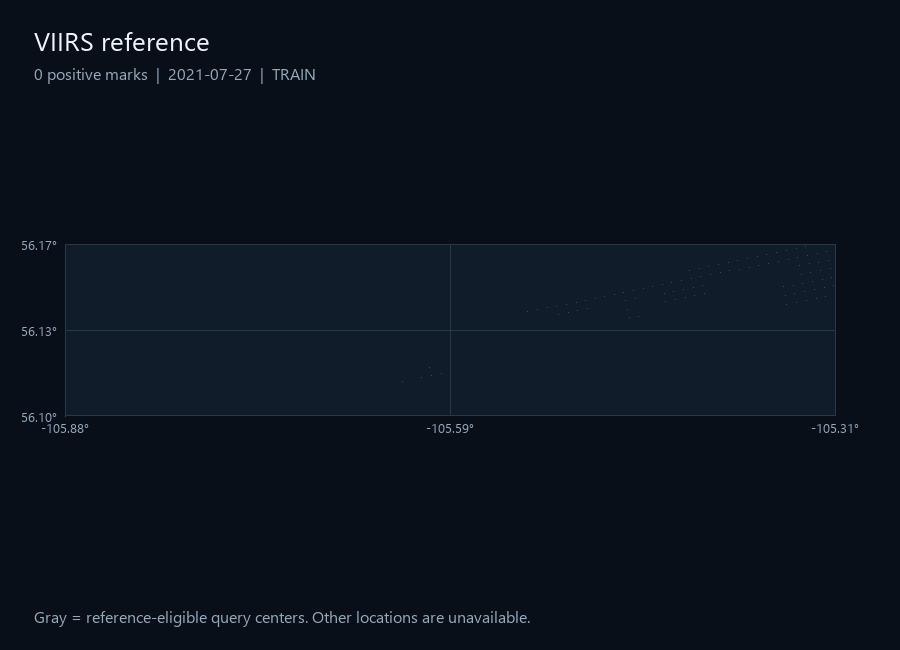 VIIRS reference
0 positive marks | 2021-07-27 | TRAIN
56.17°
56.13°
56.10°
-105.88° -105.59° -105.31°
Gray = reference-eligible query centers. Other locations are unavailable.